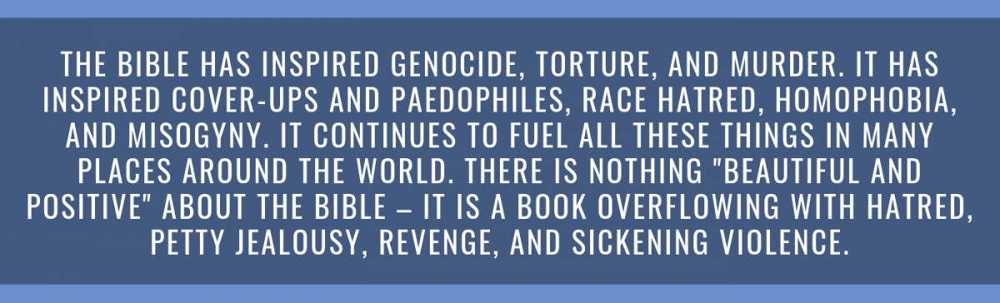 THE BIBLE HAS INSPIRED GENOCIDE, TORTURE, AND MURDER. IT HAS
INSPIRED COVER-UPS AND PAEDOPHILES, RACE HATRED, HOMOPHOBIA,
AND MISOGYNY. IT CONTINUES TO FUEL ALL THESE THINGS IN MANY
PLACES AROUND THE WORLD. THERE IS NOTHING "BEAUTIFUL AND
POSITIVE" ABOUT THE BIBLE – IT IS A BOOK OVERFLOWING WITH HATRED,
PETTY JEALOUSY, REVENGE, AND SICKENING VIOLENCE.